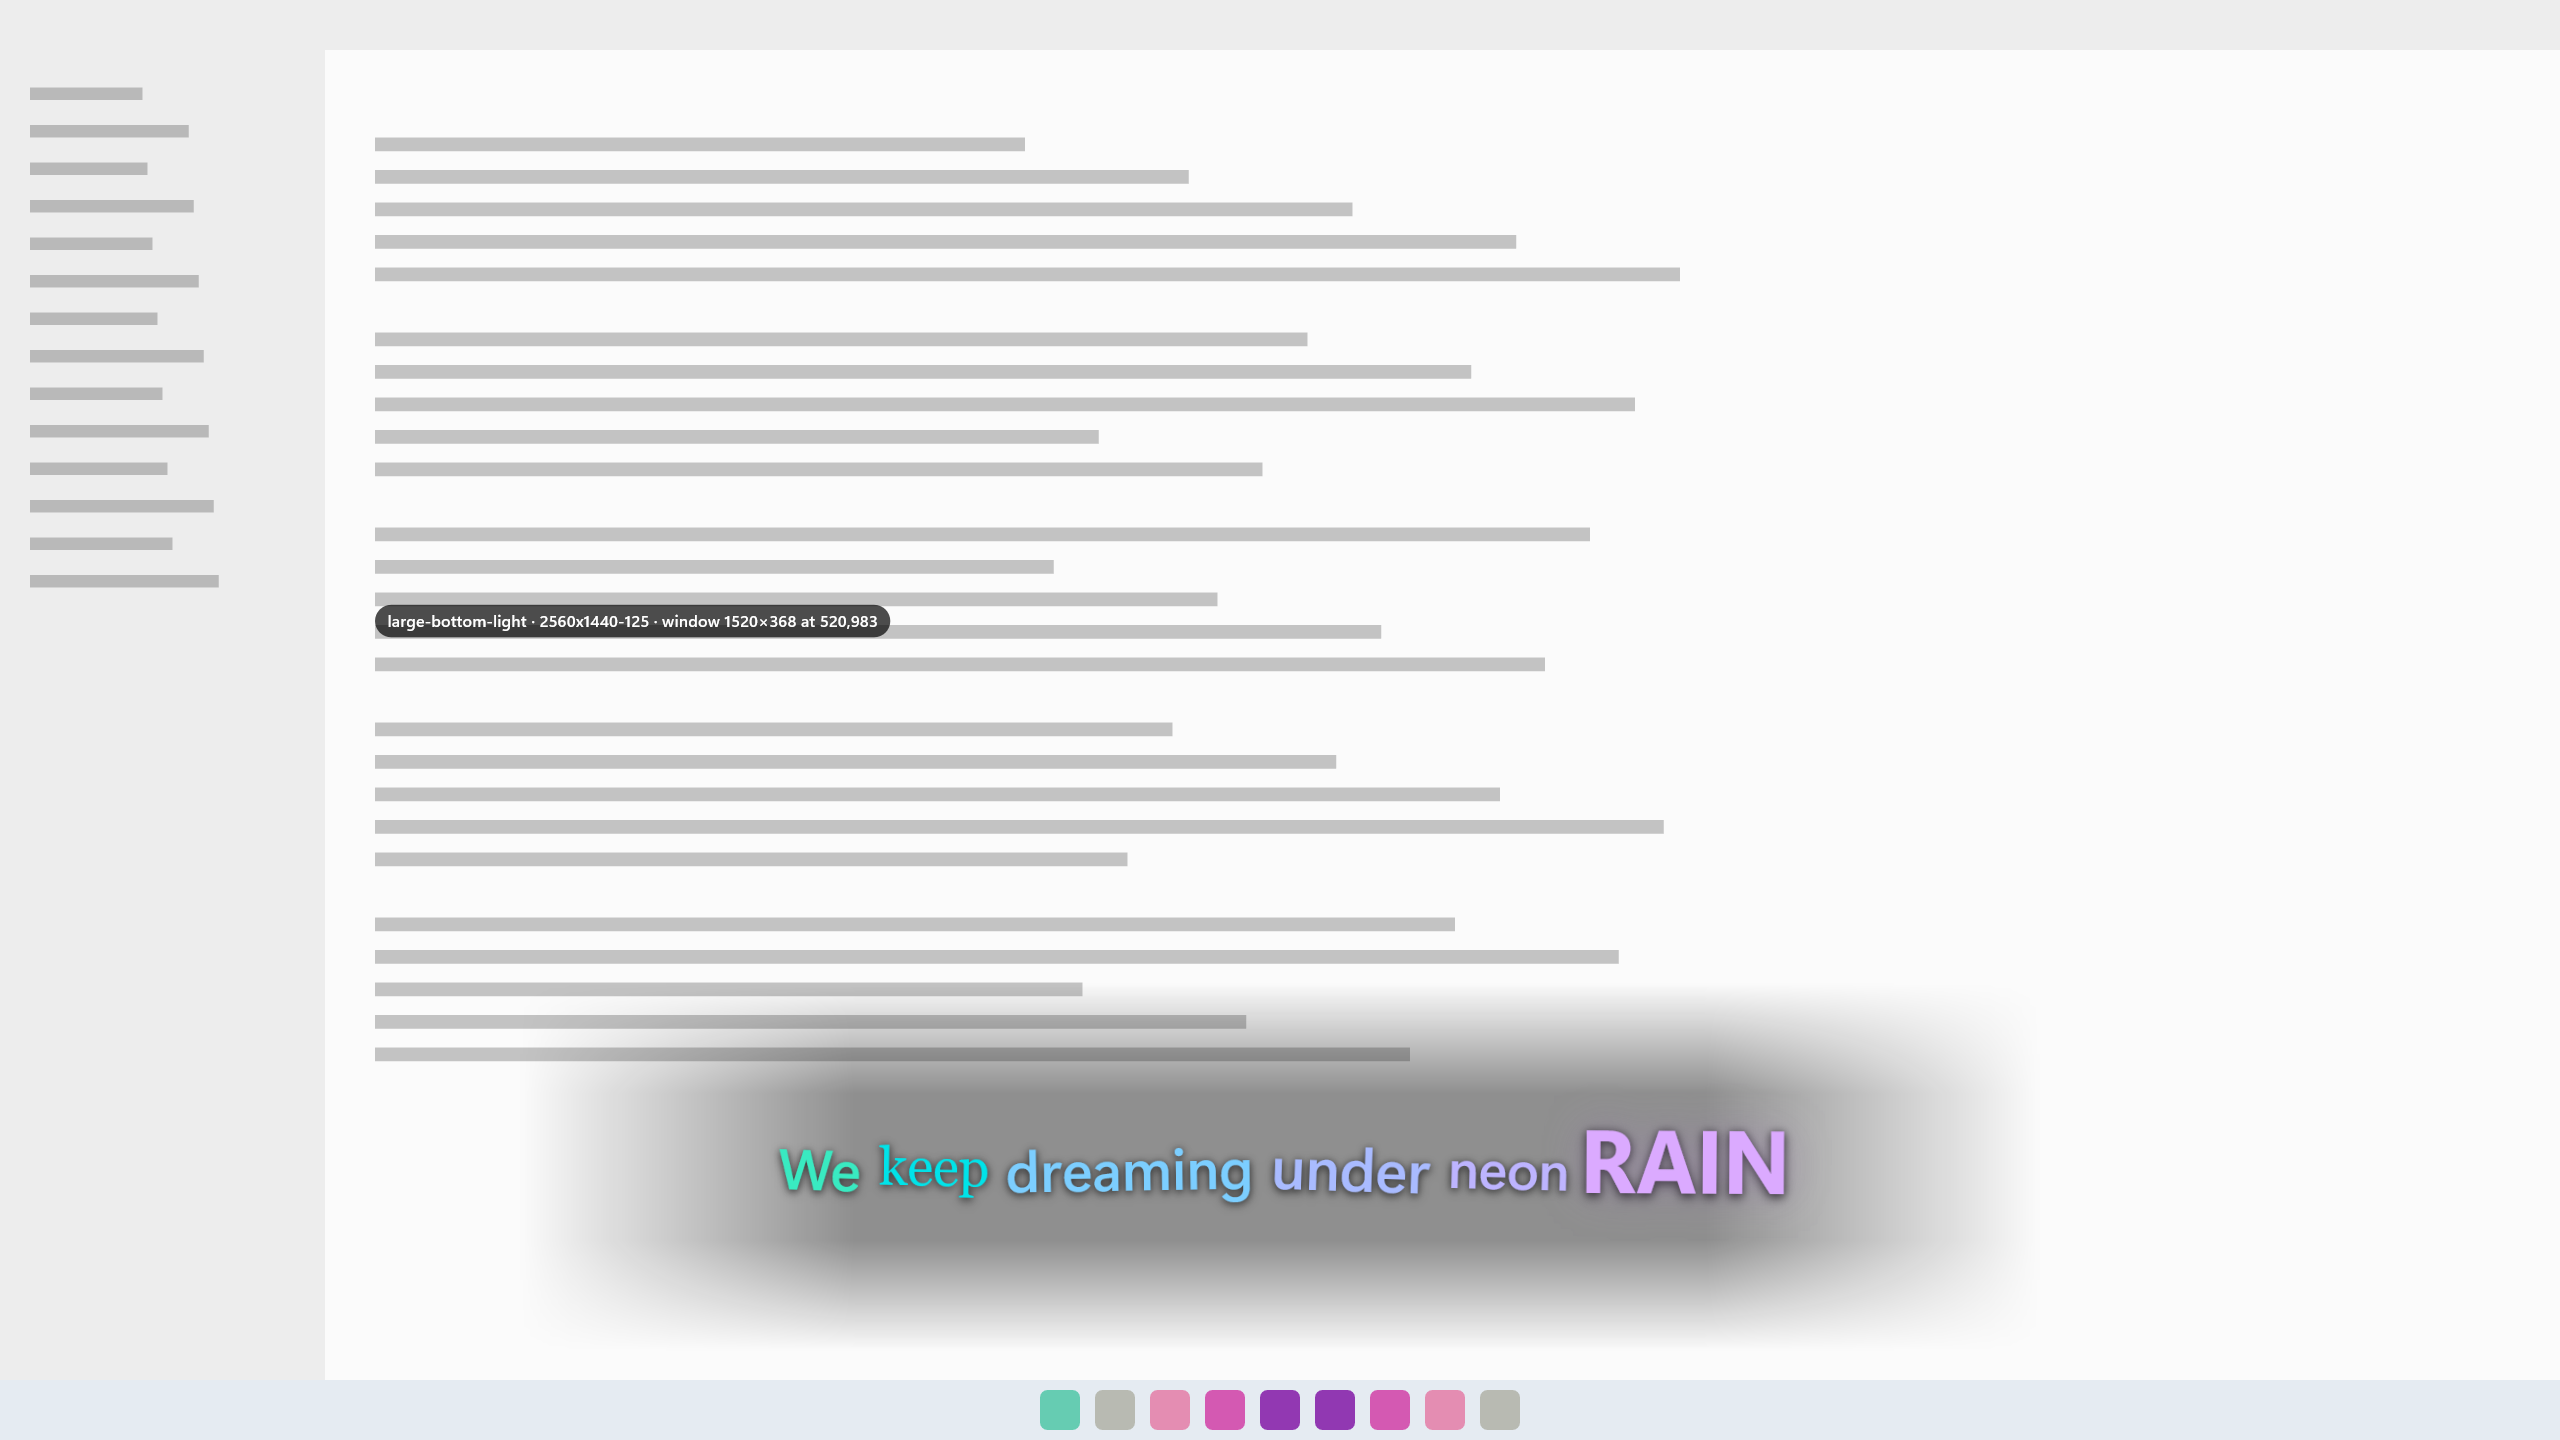 large-bottom-light · 2560x1440-125 · window 1520×368 at 520,983
We keep dreaming under neon RAIN